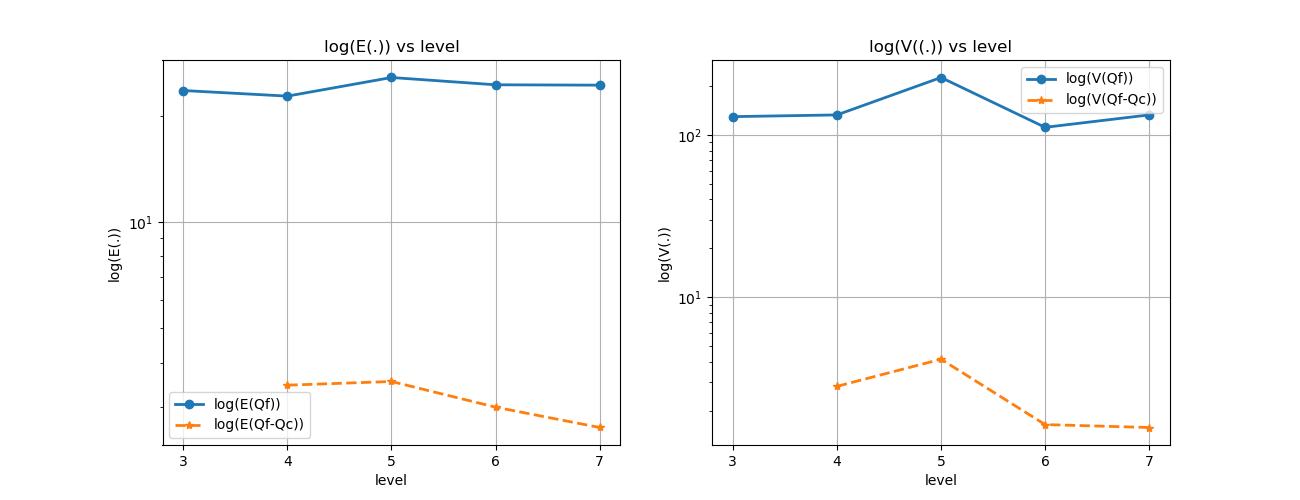 log(E(.)) vs level
log(E(.))
10¹
log(E(Qf))
log(E(Qf-Qc))
3 4 5 6 7
level
log(V((.)) vs level
log(V(.))
10²
10¹
log(V(Qf))
log(V(Qf-Qc))
3 4 5 6 7
level